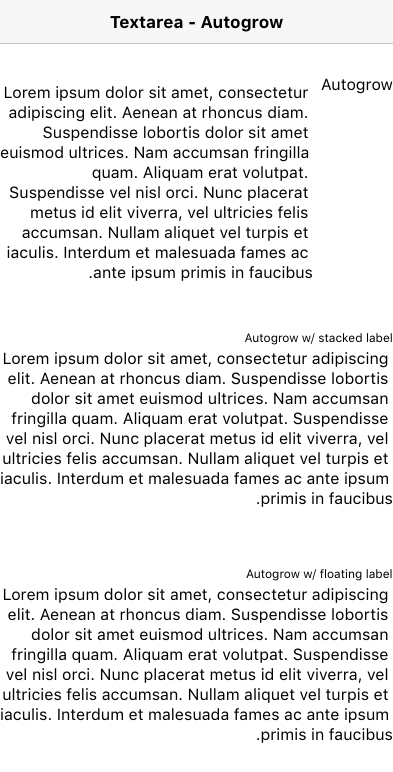 Textarea - Autogrow
Autogrow
Lorem ipsum dolor sit amet, consectetur
adipiscing elit. Aenean at rhoncus diam.
Suspendisse lobortis dolor sit amet
euismod ultrices. Nam accumsan fringilla
quam. Aliquam erat volutpat.
Suspendisse vel nisl orci. Nunc placerat
metus id elit viverra, vel ultricies felis
accumsan. Nullam aliquet vel turpis et
iaculis. Interdum et malesuada fames ac
.ante ipsum primis in faucibus
Autogrow w/ stacked label
Lorem ipsum dolor sit amet, consectetur adipiscing
elit. Aenean at rhoncus diam. Suspendisse lobortis
dolor sit amet euismod ultrices. Nam accumsan
fringilla quam. Aliquam erat volutpat. Suspendisse
vel nisl orci. Nunc placerat metus id elit viverra, vel
ultricies felis accumsan. Nullam aliquet vel turpis et
iaculis. Interdum et malesuada fames ac ante ipsum
.primis in faucibus
Autogrow w/ floating label
Lorem ipsum dolor sit amet, consectetur adipiscing
elit. Aenean at rhoncus diam. Suspendisse lobortis
dolor sit amet euismod ultrices. Nam accumsan
fringilla quam. Aliquam erat volutpat. Suspendisse
vel nisl orci. Nunc placerat metus id elit viverra, vel
ultricies felis accumsan. Nullam aliquet vel turpis et
iaculis. Interdum et malesuada fames ac ante ipsum
.primis in faucibus